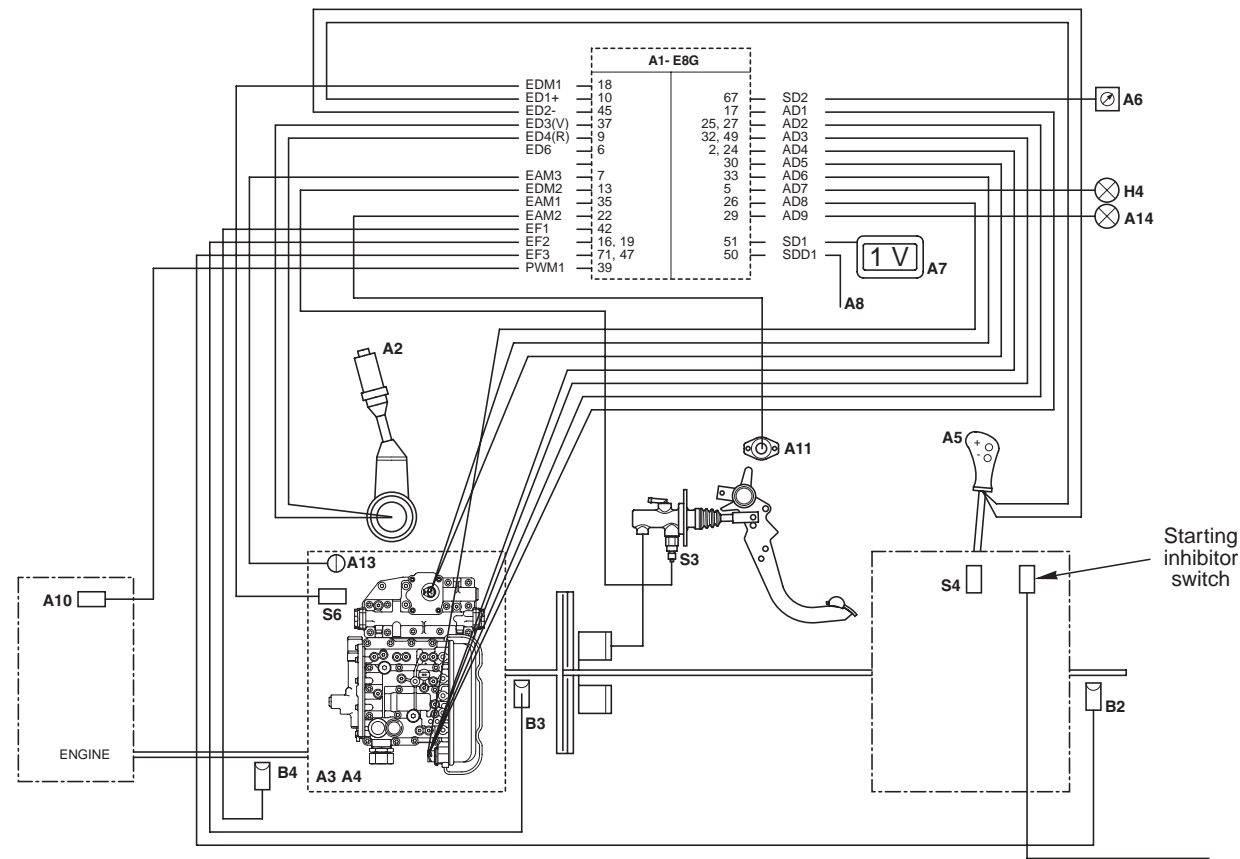 A1- E8G
EDM1 18
ED1+ 10
ED2- 45
ED3(V) 37
ED4(R) 9
ED6 6
EAM3 7
EDM2 13
EAM1 35
EAM2 22
EF1 42
EF2 16, 19
EF3 71, 47
PWM1 39
67 SD2
17 AD1
25, 27 AD2
32, 49 AD3
2, 24 AD4
30 AD5
33 AD6
5 AD7
26 AD8
29 AD9
51 SD1
50 SDD1
A6
H4
A14
1 V
A7
A8
A2
A11
A5
S3
Starting
inhibitor
switch
A13
A10
S6
S4
B3
B2
ENGINE
B4
A3 A4